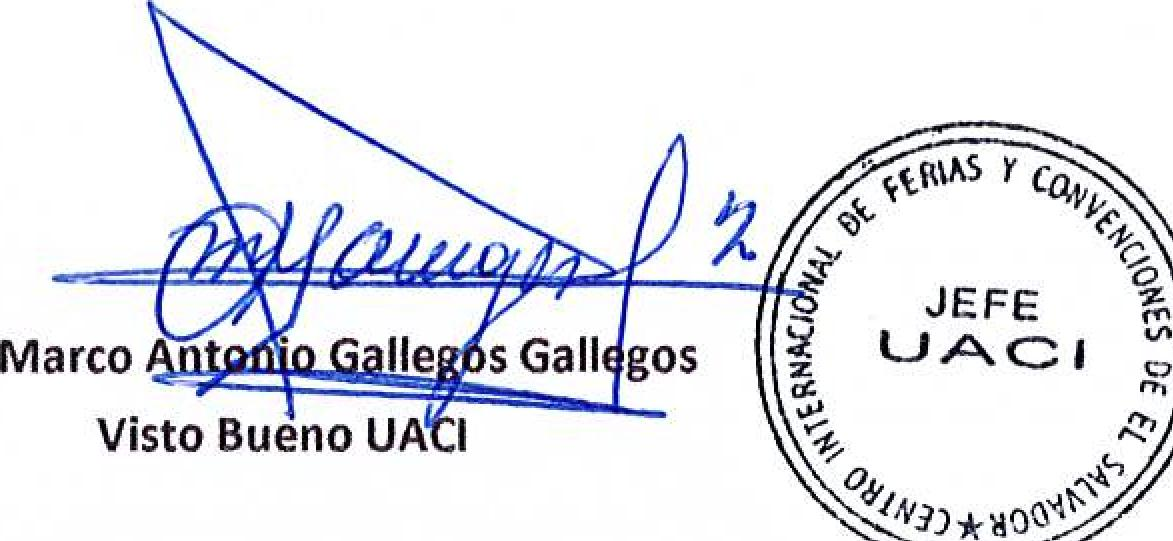 Marco Antonio Gallegos Gallegos
Visto Bueno UACI
CENTRO INTERNACIONAL DE FERIAS Y CONVENCIONES DE EL SALVADOR ★
JEFE
UACI